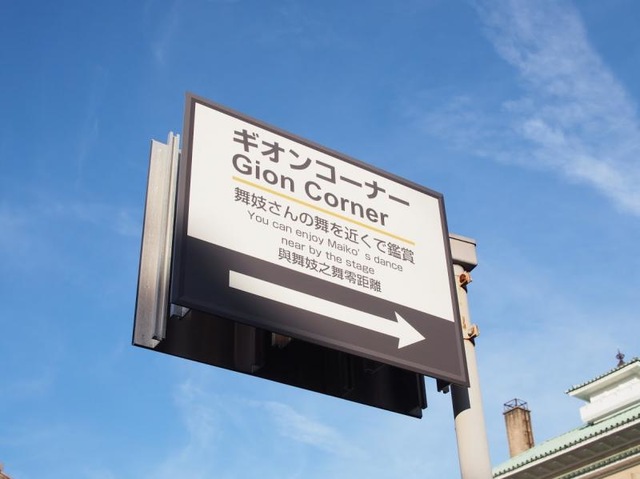 ギオンコーナー
Gion Corner
舞妓さんの舞を近くで鑑賞
You can enjoy Maiko’s dance
near by the stage
與舞妓之舞零距離